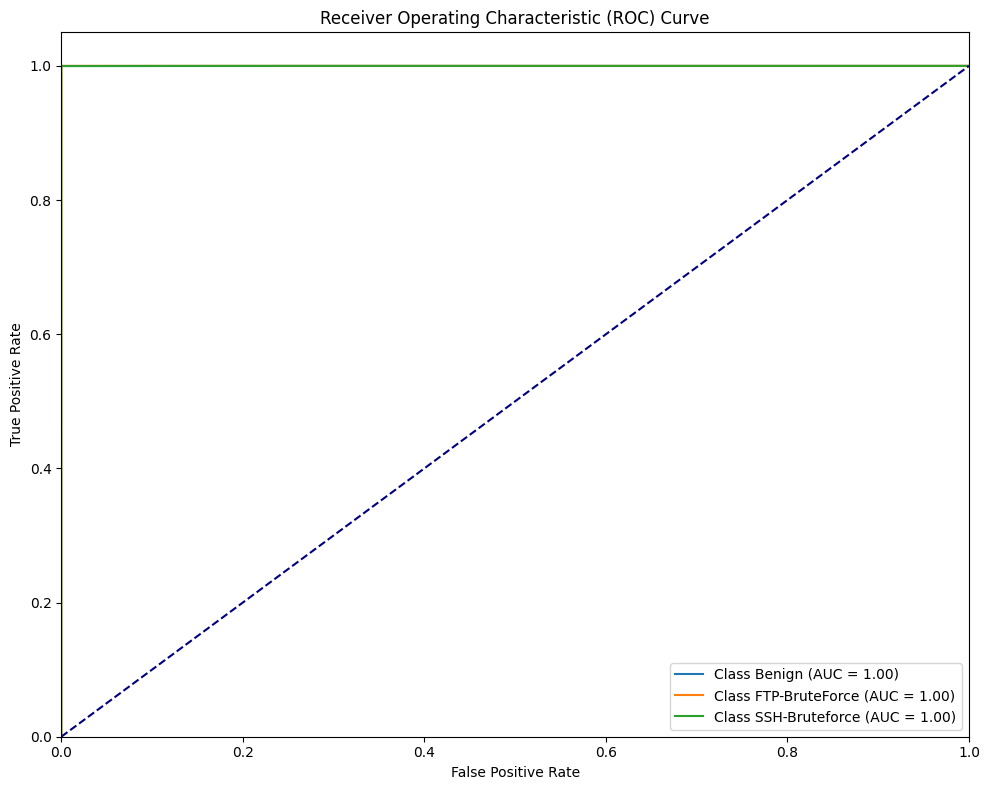 Receiver Operating Characteristic (ROC) Curve
1.0
0.8
0.6
0.4
0.2
0.0
True Positive Rate
0.0 0.2 0.4 0.6 0.8 1.0
False Positive Rate
Class Benign (AUC = 1.00)
Class FTP-BruteForce (AUC = 1.00)
Class SSH-Bruteforce (AUC = 1.00)